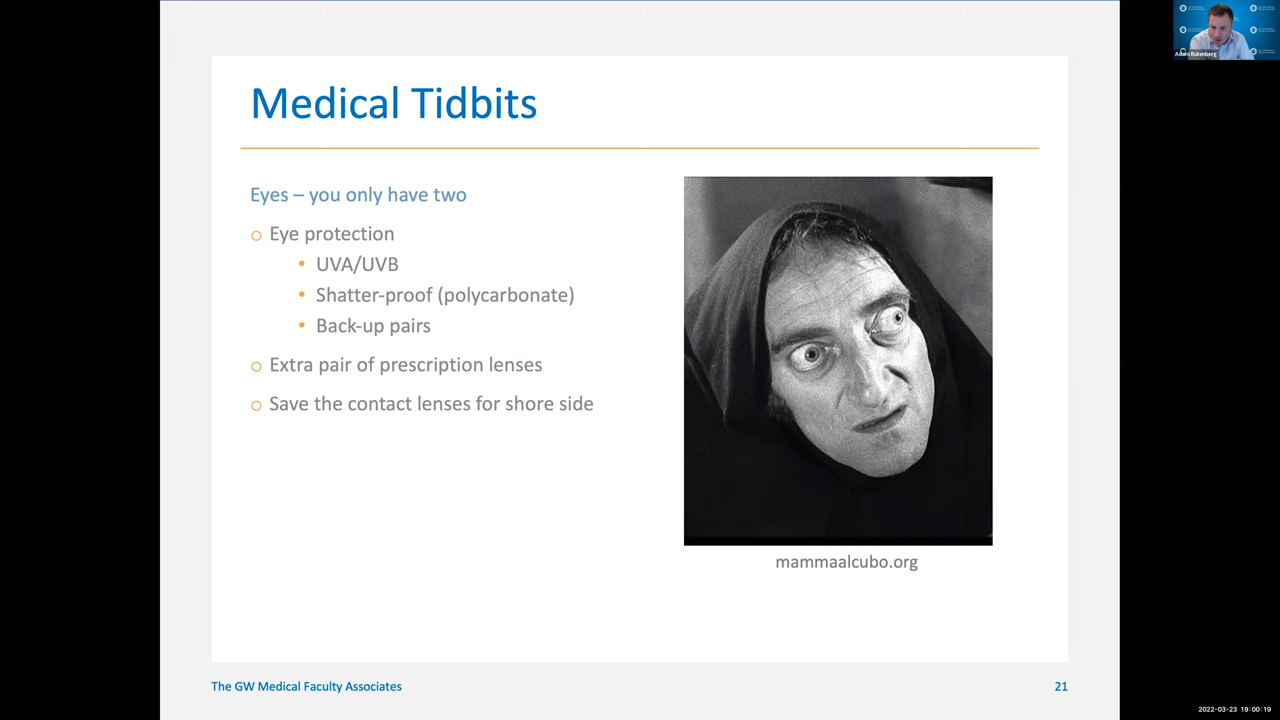 Adam Rutenberg
Medical Tidbits
Eyes – you only have two
Eye protection
UVA/UVB
Shatter-proof (polycarbonate)
Back-up pairs
Extra pair of prescription lenses
Save the contact lenses for shore side
mammaalcubo.org
The GW Medical Faculty Associates
21
2022-03-23 19:00:19